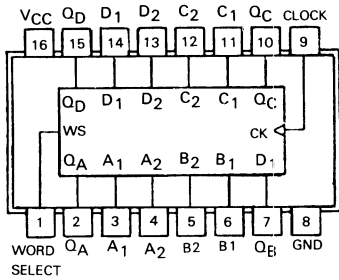 VCC QD D1 D2 C2 C1 QC CLOCK
16 15 14 13 12 11 10 9
QD D1 D2 C2 C1 QC
WS CK
QA A1 A2 B2 B1 D1
1 2 3 4 5 6 7 8
WORD SELECT QA A1 A2 B2 B1 QB GND